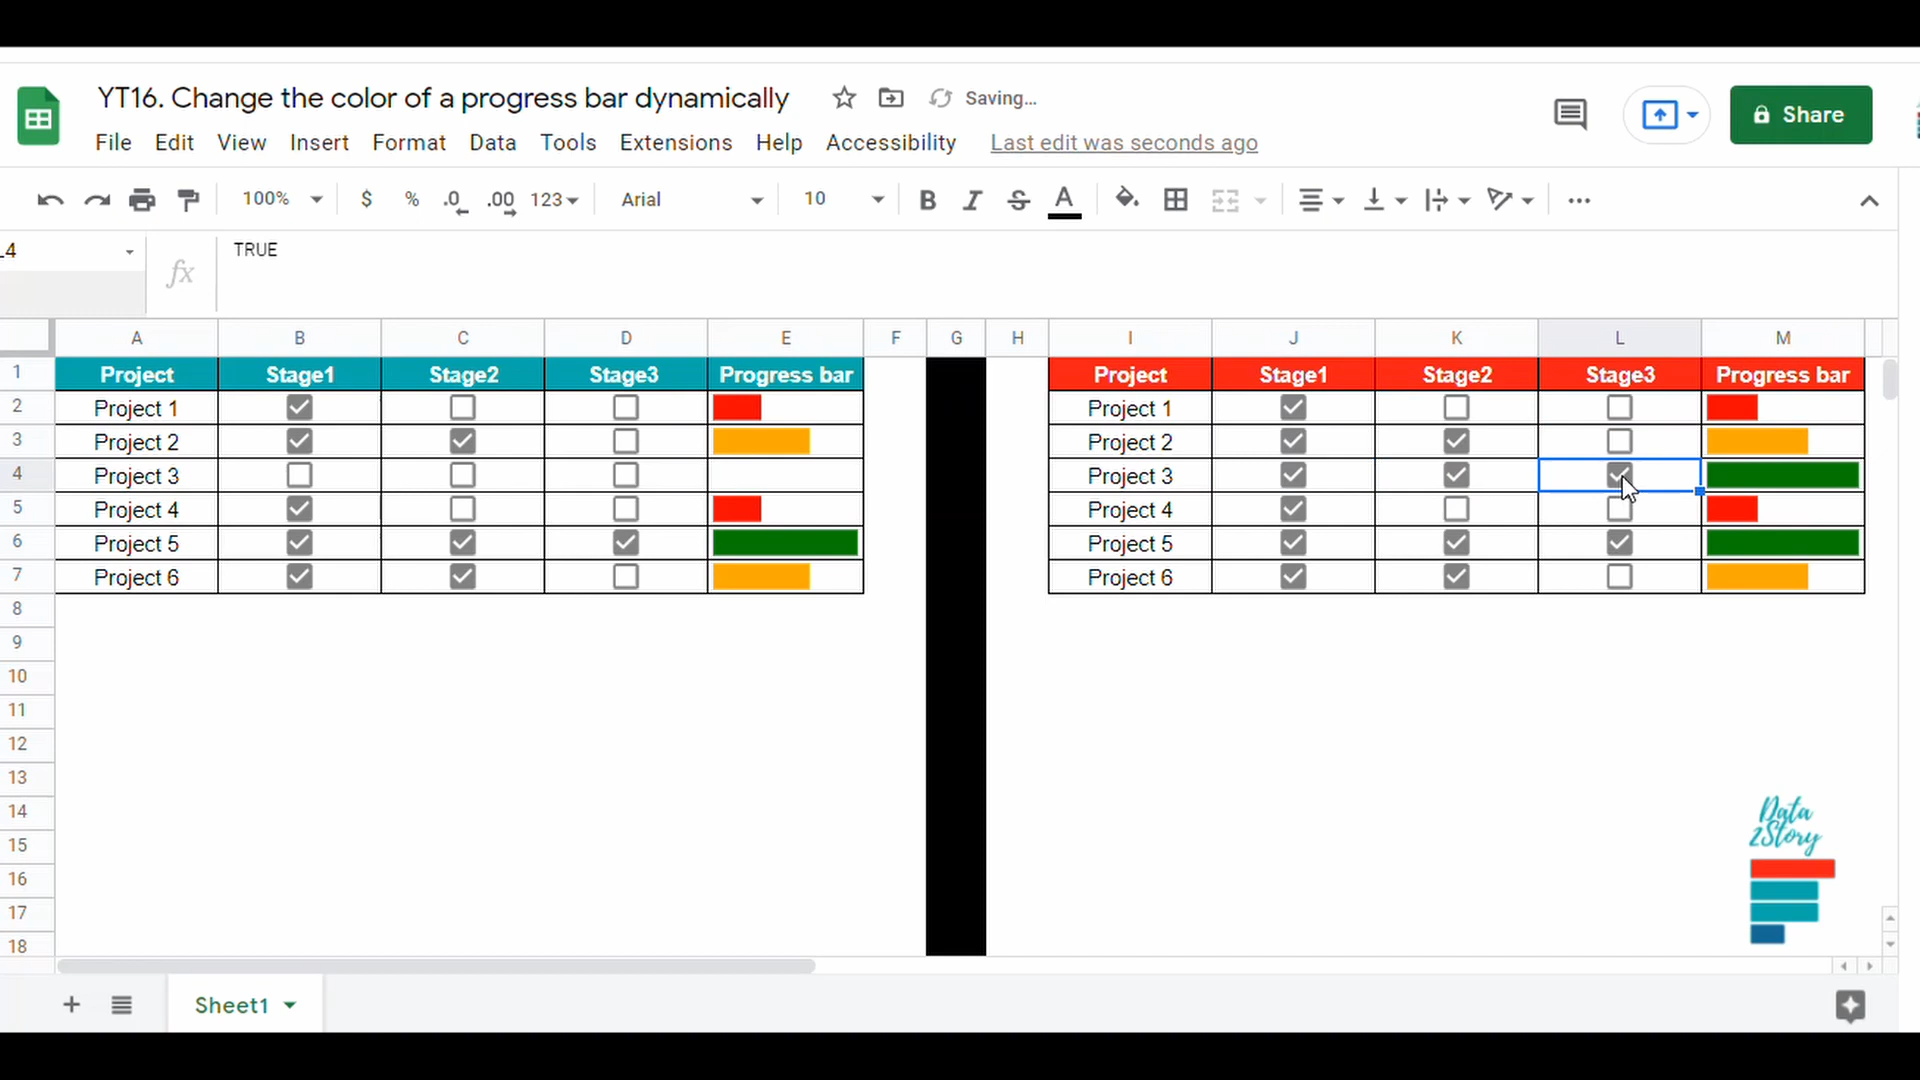 YT16. Change the color of a progress bar dynamically Saving...
File Edit View Insert Format Data Tools Extensions Help Accessibility Last edit was seconds ago
Share
100% $ % .0 .00 123 Arial 10 B I S A
L4 fx TRUE
A B C D E F G H I J K L M
1 Project Stage1 Stage2 Stage3 Progress bar Project Stage1 Stage2 Stage3 Progress bar
2 Project 1 Project 1
3 Project 2 Project 2
4 Project 3 Project 3
5 Project 4 Project 4
6 Project 5 Project 5
7 Project 6 Project 6
8
9
10
11
12
13
14
15
16
17
18
Data
2Story
Sheet1